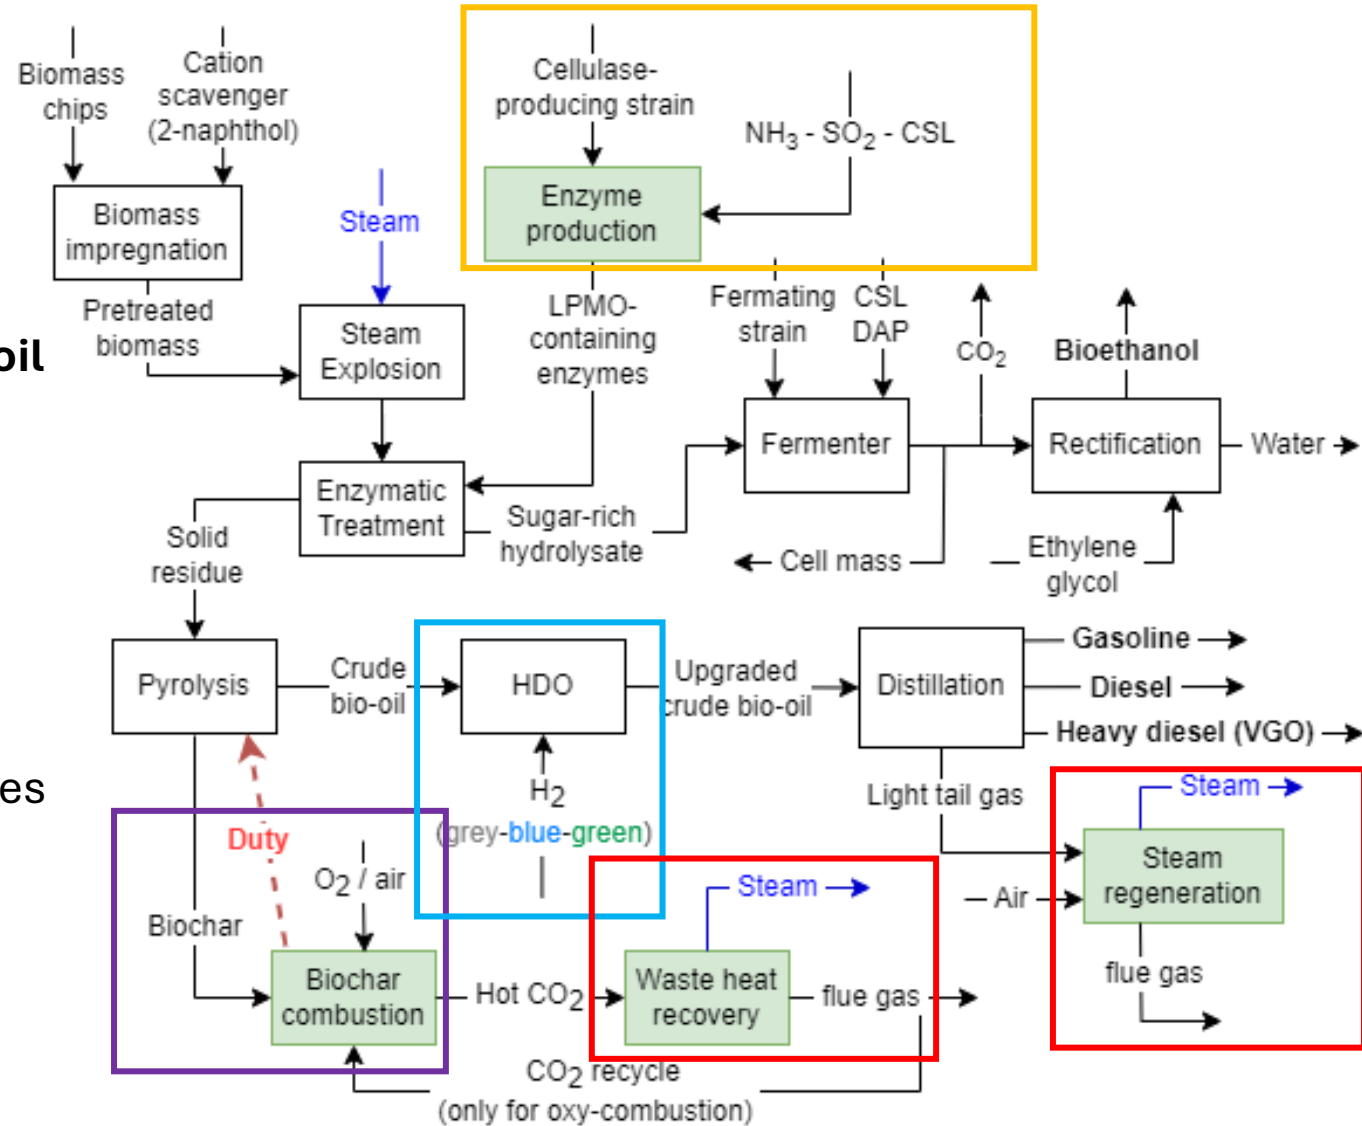 Biomass
chips
Cation
scavenger
(2-naphthol)
Cellulase-
producing strain
NH3 - SO2 - CSL
Biomass
impregnation
Steam
Enzyme
production
Pretreated
biomass
oil
Steam
Explosion
LPMO-
containing
enzymes
Fermating
strain
CSL
DAP
CO2
Bioethanol
Fermenter
Rectification
Water
Enzymatic
Treatment
Sugar-rich
hydrolysate
Cell mass
Ethylene
glycol
Solid
residue
Pyrolysis
Crude
bio-oil
HDO
Upgraded
crude bio-oil
Distillation
Gasoline
Diesel
Heavy diesel (VGO)
es
H2
(grey-blue-green)
Light tail gas
Steam
Duty
O2 / air
Steam
regeneration
Air
Steam
Biochar
Biochar
combustion
Hot CO2
Waste heat
recovery
flue gas
flue gas
CO2 recycle
(only for oxy-combustion)